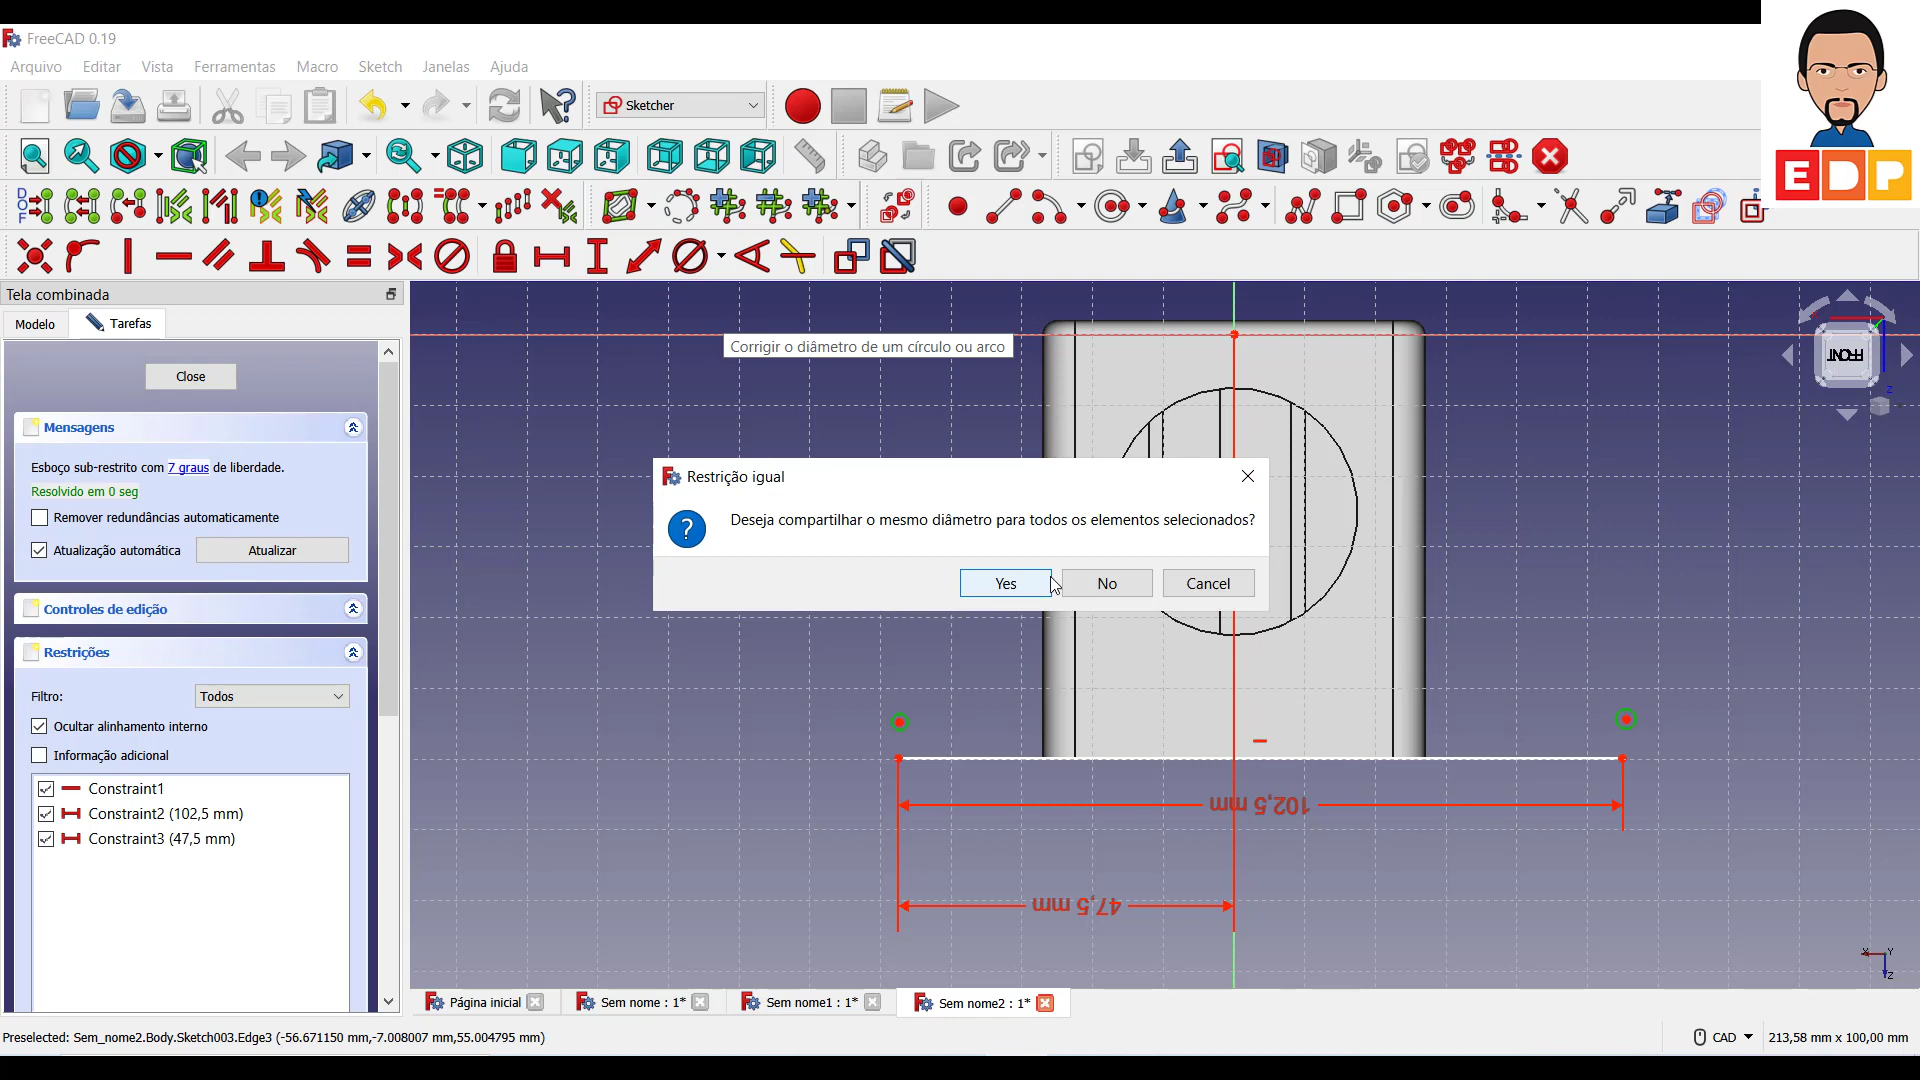 FreeCAD 0.19
Arquivo Editar Vista Ferramentas Macro Sketch Janelas Ajuda
Sketcher
EDP
DOF
Tela combinada
Modelo Tarefas
Close
Mensagens
Esboço sub-restrito com 7 graus de liberdade.
Resolvido em 0 seg
Remover redundâncias automaticamente
Atualização automática Atualizar
Controles de edição
Restrições
Filtro: Todos
Ocultar alinhamento interno
Informação adicional
Constraint1
Constraint2 (102,5 mm)
Constraint3 (47,5 mm)
Corrigir o diâmetro de um círculo ou arco
FRONT
Z
Restrição igual
Deseja compartilhar o mesmo diâmetro para todos os elementos selecionados?
Yes No Cancel
102,5 mm
47,5 mm
X Y
Z
Página inicial Sem nome : 1* Sem nome1 : 1* Sem nome2 : 1*
Preselected: Sem_nome2.Body.Sketch003.Edge3 (-56.671150 mm,-7.008007 mm,55.004795 mm)
CAD 213,58 mm x 100,00 mm